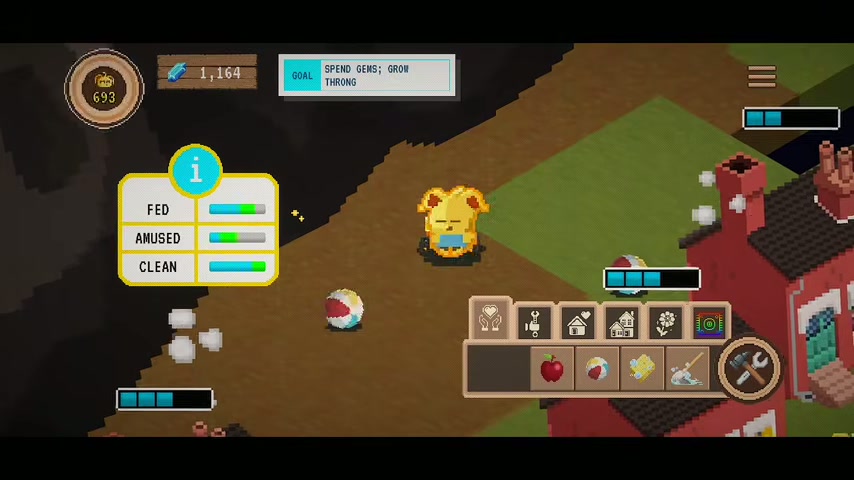 693
1,164
GOAL
SPEND GEMS; GROW
THRONG
i
FED
AMUSED
CLEAN